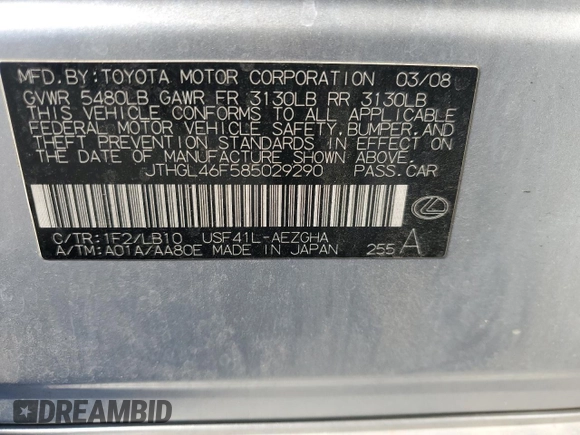 MFD.BY:TOYOTA MOTOR CORPORATION 03/08
GVWR 5480LB GAWR FR 3130LB RR 3130LB
THIS VEHICLE CONFORMS TO ALL APPLICABLE
FEDERAL MOTOR VEHICLE SAFETY,BUMPER,AND
THEFT PREVENTION STANDARDS IN EFFECT ON
THE DATE OF MANUFACTURE SHOWN ABOVE.
JTHGL46F585029290 PASS.CAR
C/TR:1F2/LB10 USF41L-AEZGHA
A/TM:A01A/AA80E MADE IN JAPAN 255 A
DREAMBID